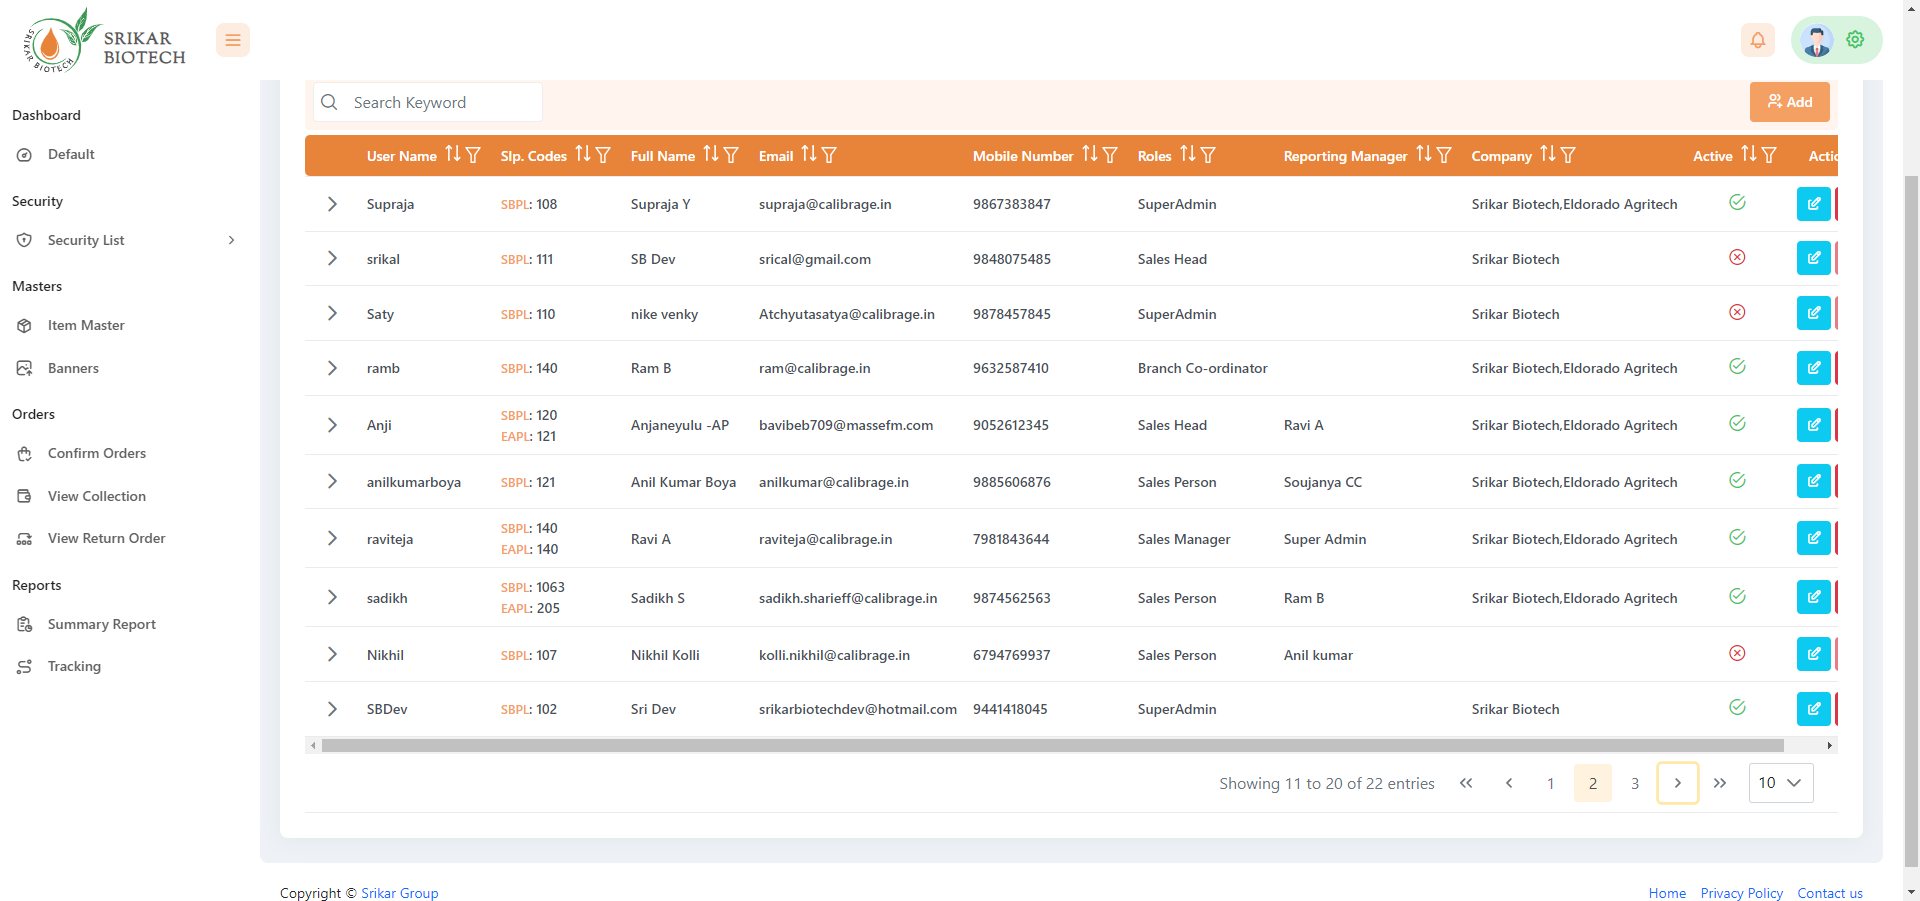 SRIKAR BIOTECH
SRIKAR
BIOTECH
Dashboard
Default
Security
Security List
Masters
Item Master
Banners
Orders
Confirm Orders
View Collection
View Return Order
Reports
Summary Report
Tracking
Search Keyword
Add
User Name Slp. Codes Full Name Email Mobile Number Roles Reporting Manager Company Active Actio
Supraja SBPL: 108 Supraja Y supraja@calibrage.in 9867383847 SuperAdmin Srikar Biotech,Eldorado Agritech
srikal SBPL: 111 SB Dev srical@gmail.com 9848075485 Sales Head Srikar Biotech
Saty SBPL: 110 nike venky Atchyutasatya@calibrage.in 9878457845 SuperAdmin Srikar Biotech
ramb SBPL: 140 Ram B ram@calibrage.in 9632587410 Branch Co-ordinator Srikar Biotech,Eldorado Agritech
SBPL: 120
Anji EAPL: 121 Anjaneyulu -AP bavibeb709@massefm.com 9052612345 Sales Head Ravi A Srikar Biotech,Eldorado Agritech
anilkumarboya SBPL: 121 Anil Kumar Boya anilkumar@calibrage.in 9885606876 Sales Person Soujanya CC Srikar Biotech,Eldorado Agritech
SBPL: 140
raviteja EAPL: 140 Ravi A raviteja@calibrage.in 7981843644 Sales Manager Super Admin Srikar Biotech,Eldorado Agritech
SBPL: 1063
sadikh EAPL: 205 Sadikh S sadikh.sharieff@calibrage.in 9874562563 Sales Person Ram B Srikar Biotech,Eldorado Agritech
Nikhil SBPL: 107 Nikhil Kolli kolli.nikhil@calibrage.in 6794769937 Sales Person Anil kumar
SBDev SBPL: 102 Sri Dev srikarbiotechdev@hotmail.com 9441418045 SuperAdmin Srikar Biotech
Showing 11 to 20 of 22 entries 1 2 3 10
Copyright © Srikar Group Home Privacy Policy Contact us